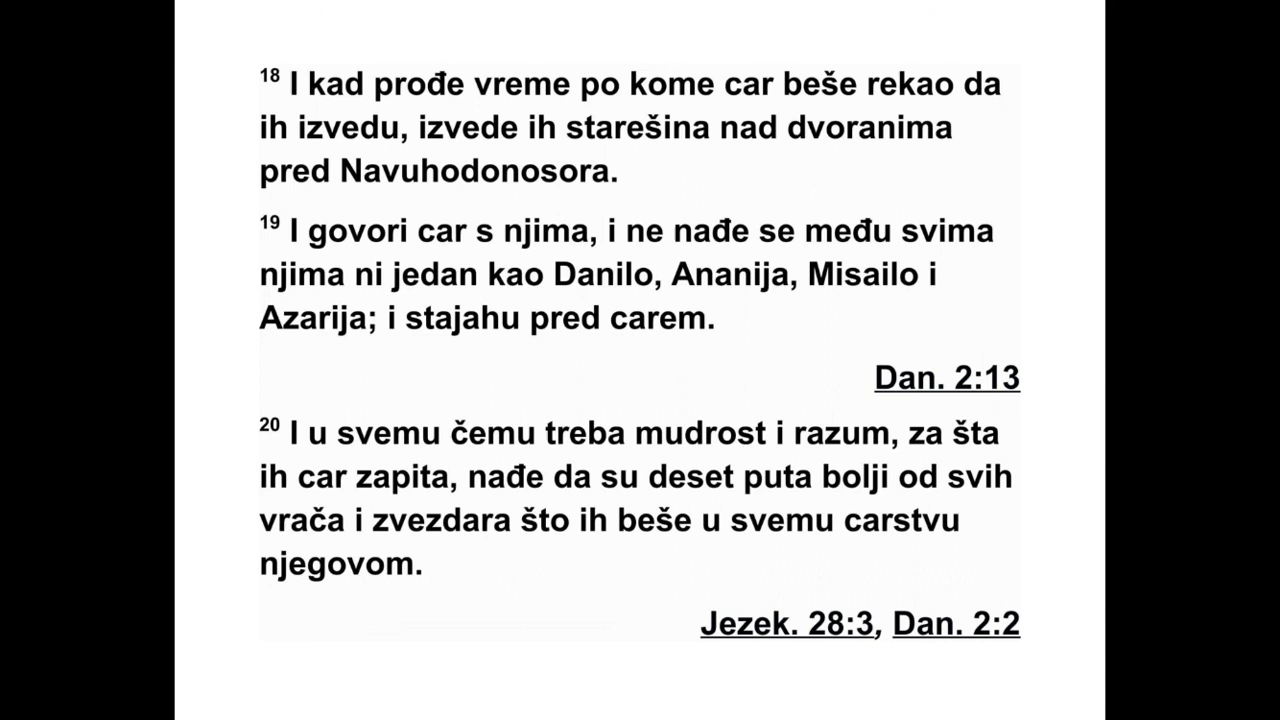 18 I kad prođe vreme po kome car beše rekao da
ih izvedu, izvede ih starešina nad dvoranima
pred Navuhodonosora.
19 I govori car s njima, i ne nađe se među svima
njima ni jedan kao Danilo, Ananija, Misailo i
Azarija; i stajahu pred carem.
Dan. 2:13
20 I u svemu čemu treba mudrost i razum, za šta
ih car zapita, nađe da su deset puta bolji od svih
vrača i zvezdara što ih beše u svemu carstvu
njegovom.
Jezek. 28:3, Dan. 2:2